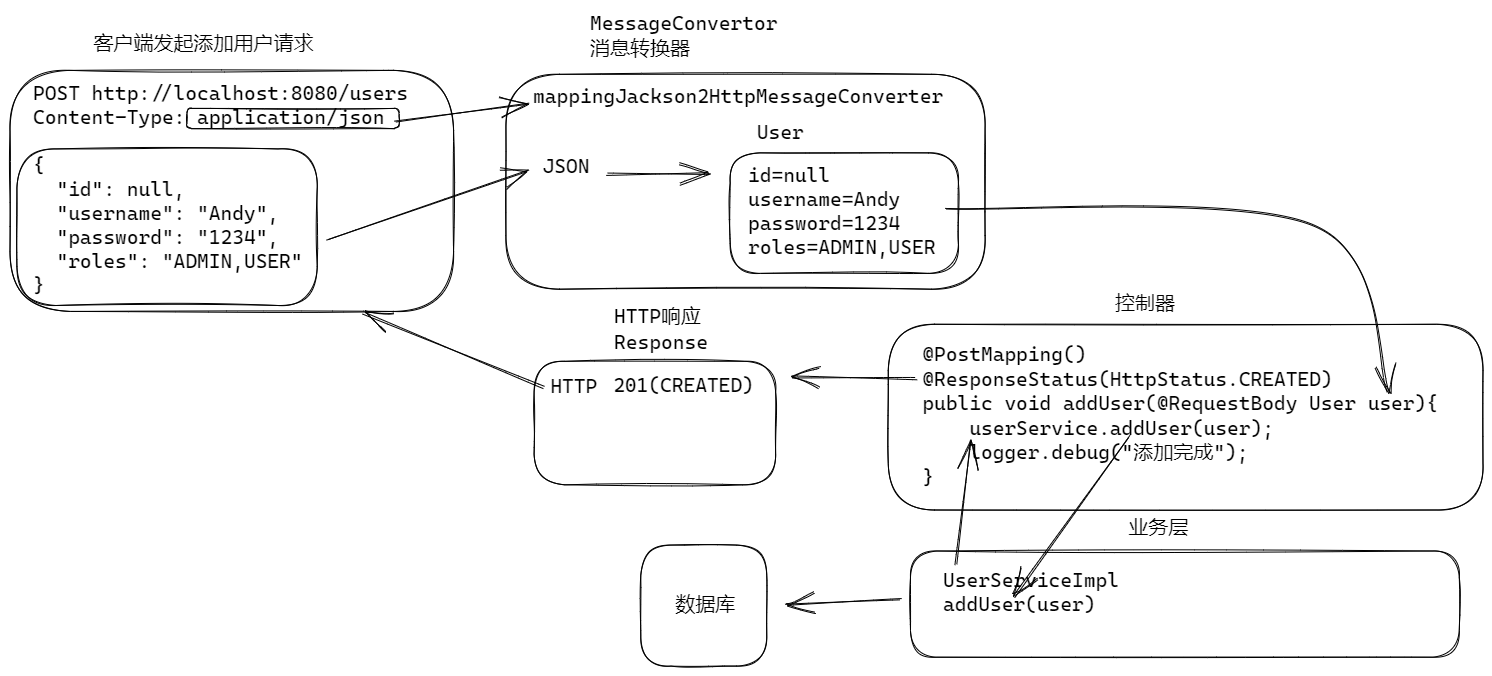 客户端发起添加用户请求
POST http://localhost:8080/users
Content-Type: application/json
{
"id": null,
"username": "Andy",
"password": "1234",
"roles": "ADMIN,USER"
}
MessageConvertor
消息转换器
mappingJackson2HttpMessageConverter
User
JSON
id=null
username=Andy
password=1234
roles=ADMIN,USER
HTTP响应
Response
HTTP 201(CREATED)
控制器
@PostMapping()
@ResponseStatus(HttpStatus.CREATED)
public void addUser(@RequestBody User user){
userService.addUser(user);
logger.debug("添加完成");
}
业务层
UserServiceImpl
addUser(user)
数据库